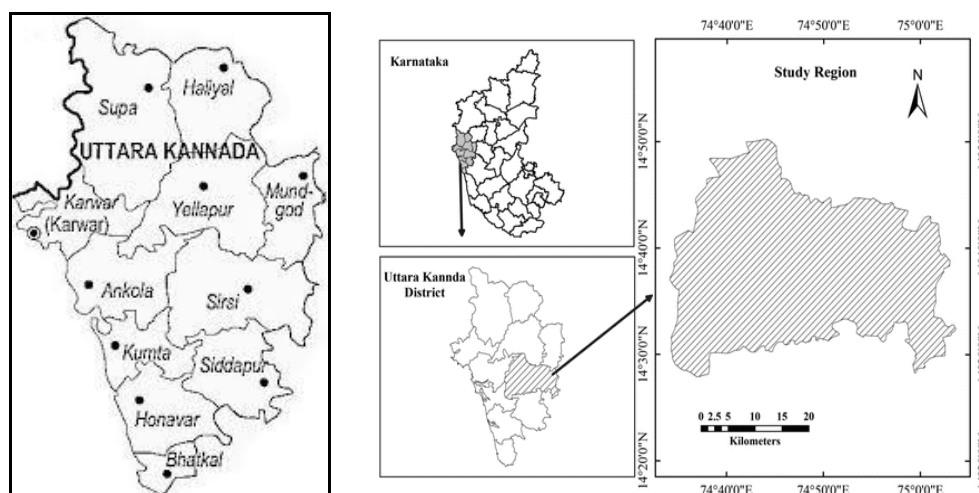 Supa
Haliyal
UTTARA KANNADA
Karwar
(Karwar)
Yellapur
Mund-
god
Ankola
Sirsi
Kumta
Siddapur
Honavar
Bhatkal
Karnataka
Uttara Kannda
District
74°40'0"E 74°50'0"E 75°0'0"E
Study Region
N
14°50'0"N
14°40'0"N
14°30'0"N
14°20'0"N
0 2.5 5 10 15 20
Kilometers
74°40'0"E 74°50'0"E 75°0'0"E